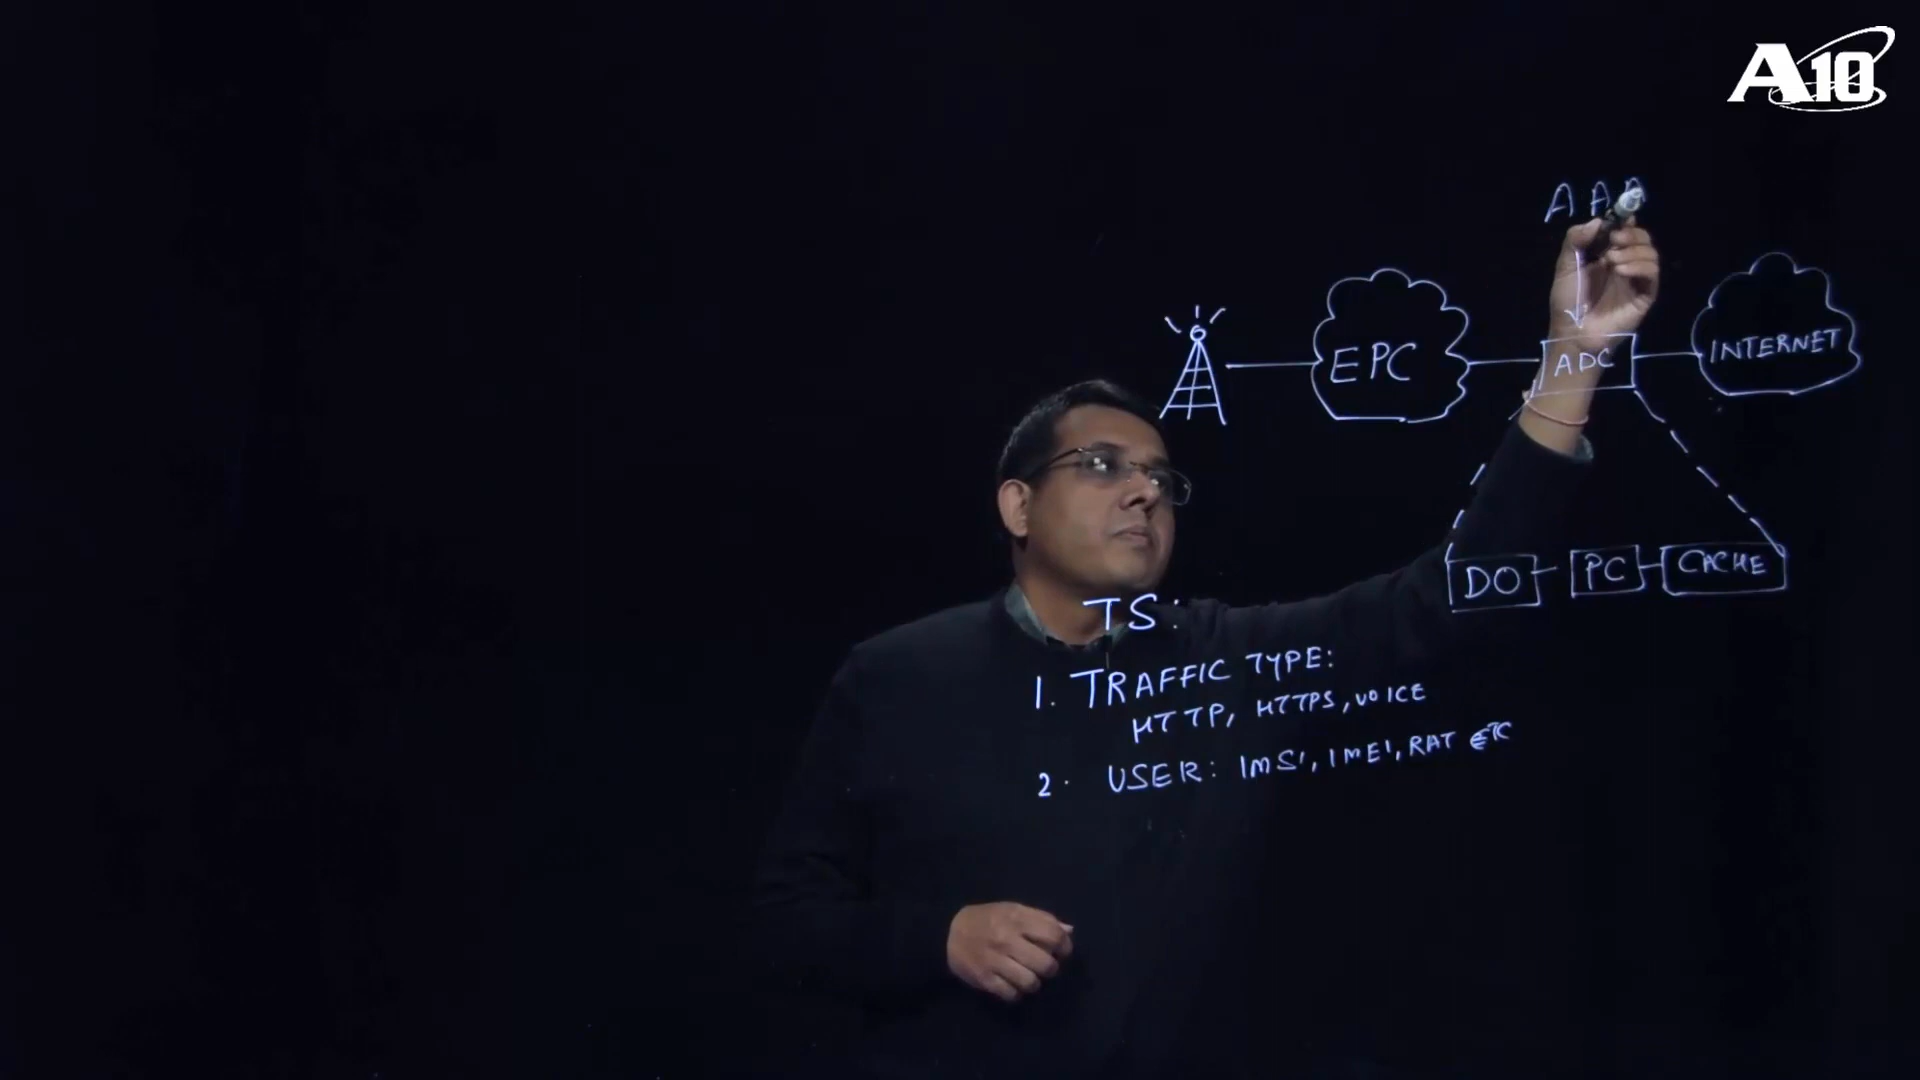 A10
AAA
EPC
ADC
INTERNET
DO
PC
CACHE
TS:
1. TRAFFIC TYPE:
HTTP, HTTPS, VOICE
2. USER: IMSI, IMEI, RAT ETC